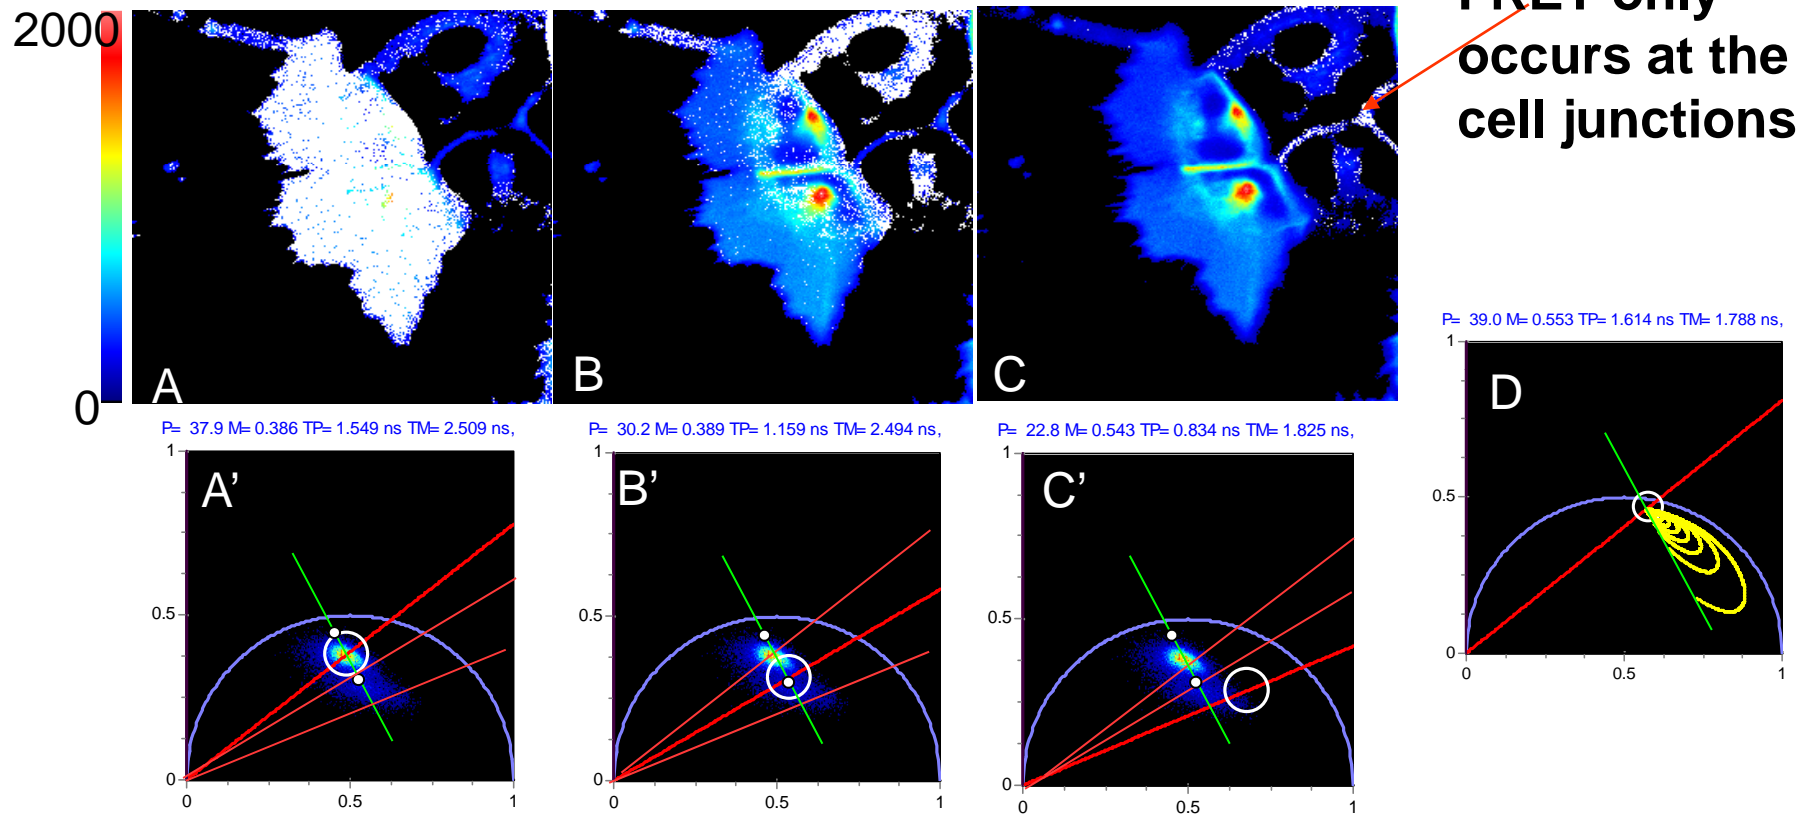 FRET only
occurs at the
cell junctions
2000
0
A
B
C
P= 39.0 M= 0.553 TP= 1.614 ns TM= 1.788 ns,
1
D
0.5
0
0.5
1
P= 37.9 M= 0.386 TP= 1.549 ns TM= 2.509 ns,
1
A’
0.5
0
0
0.5
1
P= 30.2 M= 0.389 TP= 1.159 ns TM= 2.494 ns,
1
B’
0.5
0
0
0.5
1
P= 22.8 M= 0.543 TP= 0.834 ns TM= 1.825 ns,
1
C’
0.5
0
0
0.5
1